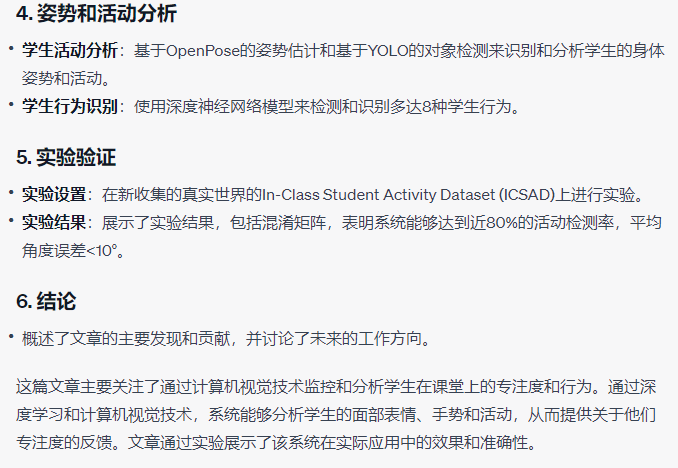 4. 姿势和活动分析
• 学生活动分析：基于OpenPose的姿势估计和基于YOLO的对象检测来识别和分析学生的身体
姿势和活动。
• 学生行为识别：使用深度神经网络模型来检测和识别多达8种学生行为。
5. 实验验证
• 实验设置：在新收集的真实世界的In-Class Student Activity Dataset (ICSAD)上进行实验。
• 实验结果：展示了实验结果，包括混淆矩阵，表明系统能够达到近80%的活动检测率，平均
角度误差<10°。
6. 结论
• 概述了文章的主要发现和贡献，并讨论了未来的工作方向。
这篇文章主要关注了通过计算机视觉技术监控和分析学生在课堂上的专注度和行为。通过深
度学习和计算机视觉技术，系统能够分析学生的面部表情、手势和活动，从而提供关于他们
专注度的反馈。文章通过实验展示了该系统在实际应用中的效果和准确性。